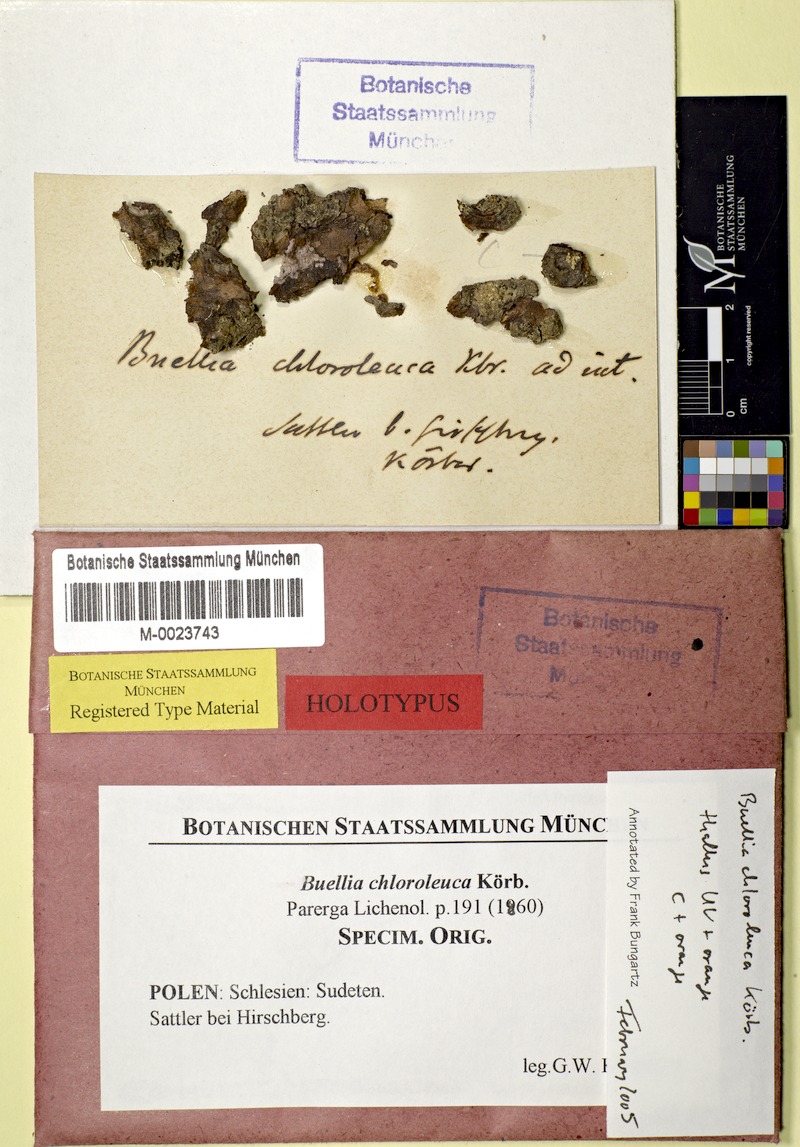 Botanische
Staatssammlung
München
BOTANISCHE
STAATSSAMMLUNG
MÜNCHEN
0 1 2
cm
copyright reserved
Buellia chloroleuca Kbr. ad int.
Sattler b. Hirschberg.
Körber.
Botanische Staatssammlung München
M-0023743
Botanische
Staatssammlung
BOTANISCHE STAATSSAMMLUNG
MÜNCHEN
Registered Type Material
HOLOTYPUS
BOTANISCHEN STAATSSAMMLUNG MÜNC
Buellia chloroleuca Körb.
Parerga Lichenol. p.191 (1860)
SPECIM. ORIG.
POLEN: Schlesien: Sudeten.
Sattler bei Hirschberg.
leg.G.W.
Buellia chloroleuca Körb.
thallus UV + orange
C + orange
Annotated by Frank Bungartz February 2005